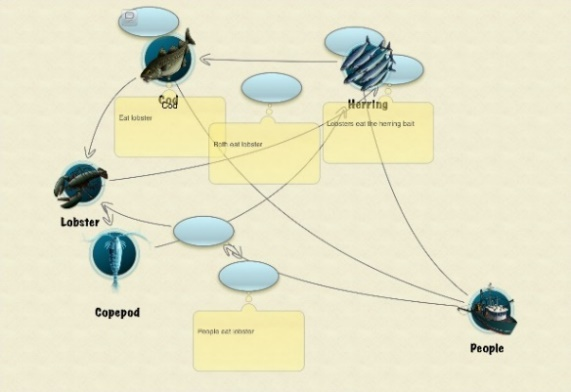 Cod
Cod
Herring
Eat lobster
Both eat lobster
Lobsters eat the herring bait
Lobster
Copepod
People eat lobster
People